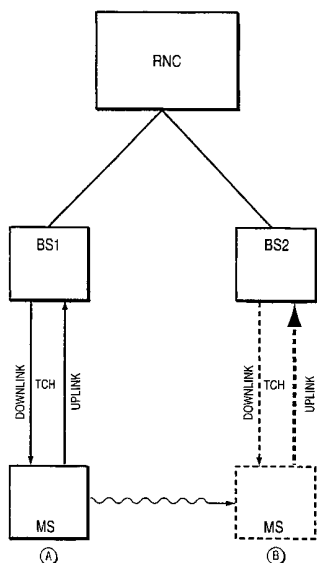 RNC
BS1
BS2
DOWNLINK
TCH
UPLINK
DOWNLINK
TCH
UPLINK
MS
MS
A
B